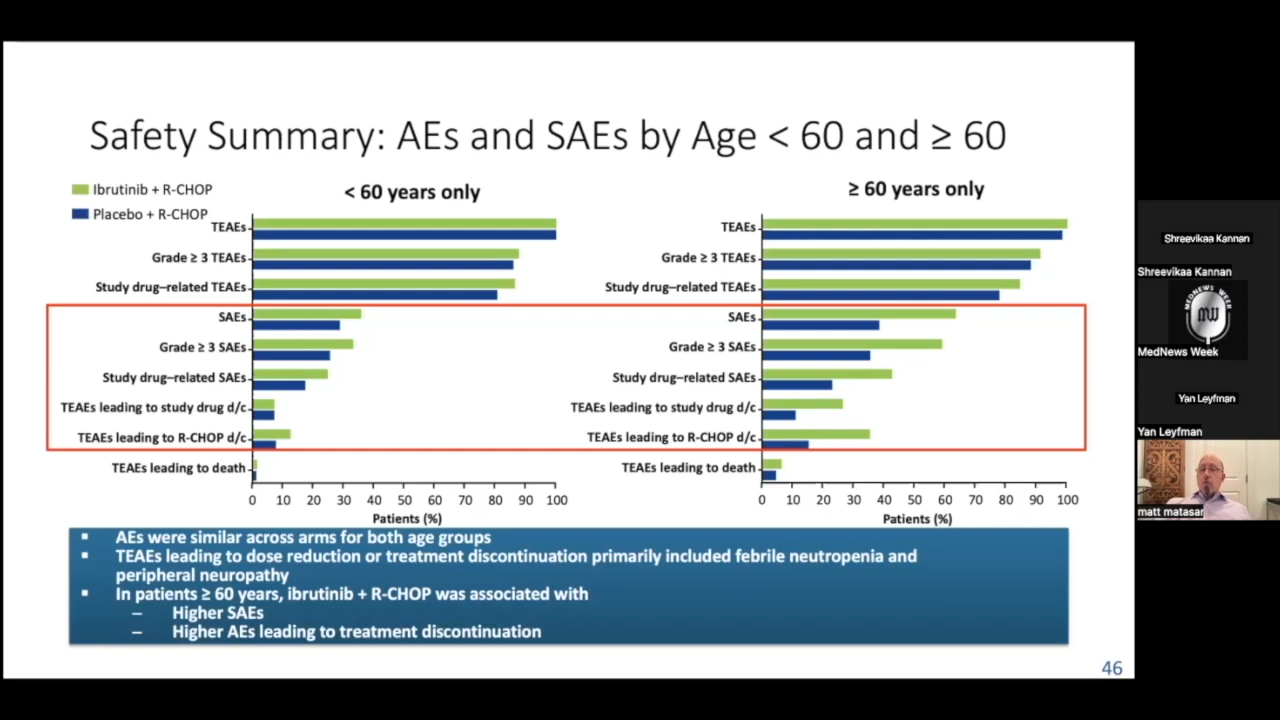 Safety Summary: AEs and SAEs by Age < 60 and ≥ 60
Ibrutinib + R-CHOP
Placebo + R-CHOP
< 60 years only
TEAEs
Grade ≥ 3 TEAEs
Study drug–related TEAEs
SAEs
Grade ≥ 3 SAEs
Study drug–related SAEs
TEAEs leading to study drug d/c
TEAEs leading to R-CHOP d/c
TEAEs leading to death
0 10 20 30 40 50 60 70 80 90 100
Patients (%)
≥ 60 years only
TEAEs
Grade ≥ 3 TEAEs
Study drug–related TEAEs
SAEs
Grade ≥ 3 SAEs
Study drug–related SAEs
TEAEs leading to study drug d/c
TEAEs leading to R-CHOP d/c
TEAEs leading to death
0 10 20 30 40 50 60 70 80 90 100
Patients (%)
▪ AEs were similar across arms for both age groups
▪ TEAEs leading to dose reduction or treatment discontinuation primarily included febrile neutropenia and
peripheral neuropathy
▪ In patients ≥ 60 years, ibrutinib + R-CHOP was associated with
– Higher SAEs
– Higher AEs leading to treatment discontinuation
46
Shreevikaa Kannan
Shreevikaa Kannan
MEDNEWS WEEK
MW
MedNews Week
Yan Leyfman
Yan Leyfman
matt matasar